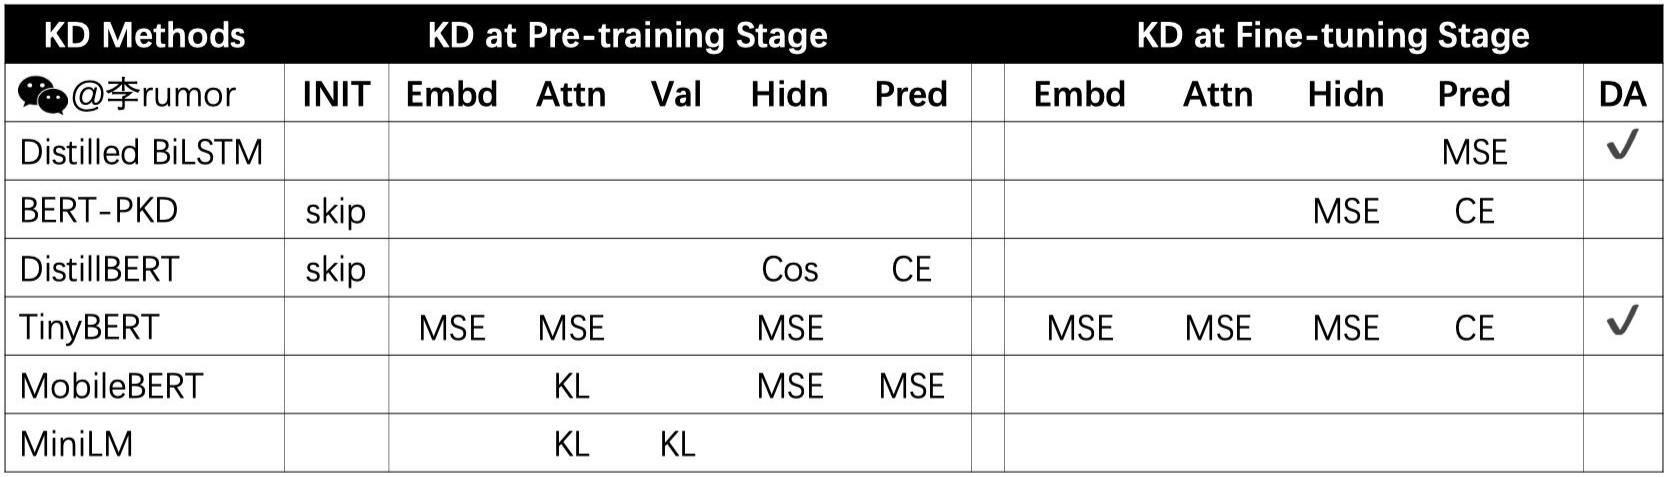 KD Methods KD at Pre-training Stage KD at Fine-tuning Stage
@李rumor INIT Embd Attn Val Hidn Pred Embd Attn Hidn Pred DA
Distilled BiLSTM MSE ✓
BERT-PKD skip MSE CE
DistillBERT skip Cos CE
TinyBERT MSE MSE MSE MSE MSE MSE CE ✓
MobileBERT KL MSE MSE
MiniLM KL KL